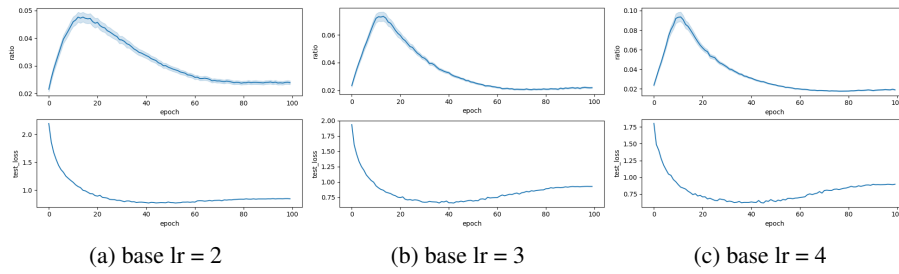 0.05
0.04
0.03
0.02
ratio
0 20 40 60 80 100
epoch
2.0
1.5
1.0
test_loss
0 20 40 60 80 100
epoch
(a) base lr = 2
0.06
0.04
0.02
ratio
0 20 40 60 80 100
epoch
2.00
1.75
1.50
1.25
1.00
0.75
test_loss
0 20 40 60 80 100
epoch
(b) base lr = 3
0.10
0.08
0.06
0.04
0.02
ratio
0 20 40 60 80 100
epoch
1.75
1.50
1.25
1.00
0.75
test_loss
0 20 40 60 80 100
epoch
(c) base lr = 4